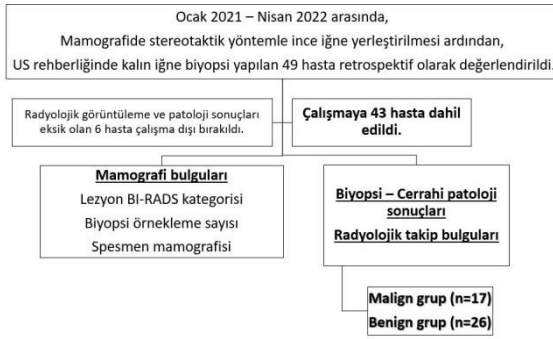 Ocak 2021 – Nisan 2022 arasında,
Mamografide stereotaktik yöntemle ince iğne yerleştirilmesi ardından,
US rehberliğinde kalın iğne biyopsi yapılan 49 hasta retrospektif olarak değerlendirildi.
Radyolojik görüntüleme ve patoloji sonuçları
eksik olan 6 hasta çalışma dışı bırakıldı.
Çalışmaya 43 hasta dahil
edildi.
Mamografi bulguları
Lezyon BI-RADS kategorisi
Biyopsi örnekleme sayısı
Spesmen mamografisi
Biyopsi – Cerrahi patoloji
sonuçları
Radyolojik takip bulguları
Malign grup (n=17)
Benign grup (n=26)